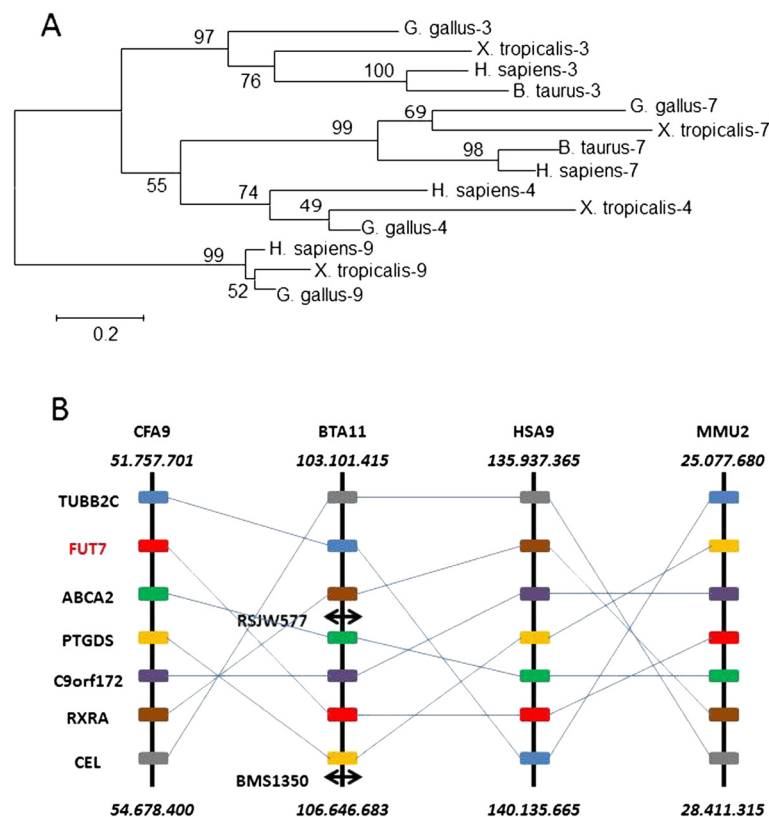 A
97
G. gallus-3
X. tropicalis-3
76
100
H. sapiens-3
B. taurus-3
G. gallus-7
69
X. tropicalis-7
99
98
B. taurus-7
H. sapiens-7
55
74
H. sapiens-4
49
X. tropicalis-4
G. gallus-4
99
H. sapiens-9
X. tropicalis-9
52
G. gallus-9
0.2
B
CFA9 BTA11 HSA9 MMU2
51.757.701 103.101.415 135.937.365 25.077.680
TUBB2C
FUT7
ABCA2
RSJW577
PTGDS
C9orf172
RXRA
CEL
BMS1350
54.678.400 106.646.683 140.135.665 28.411.315